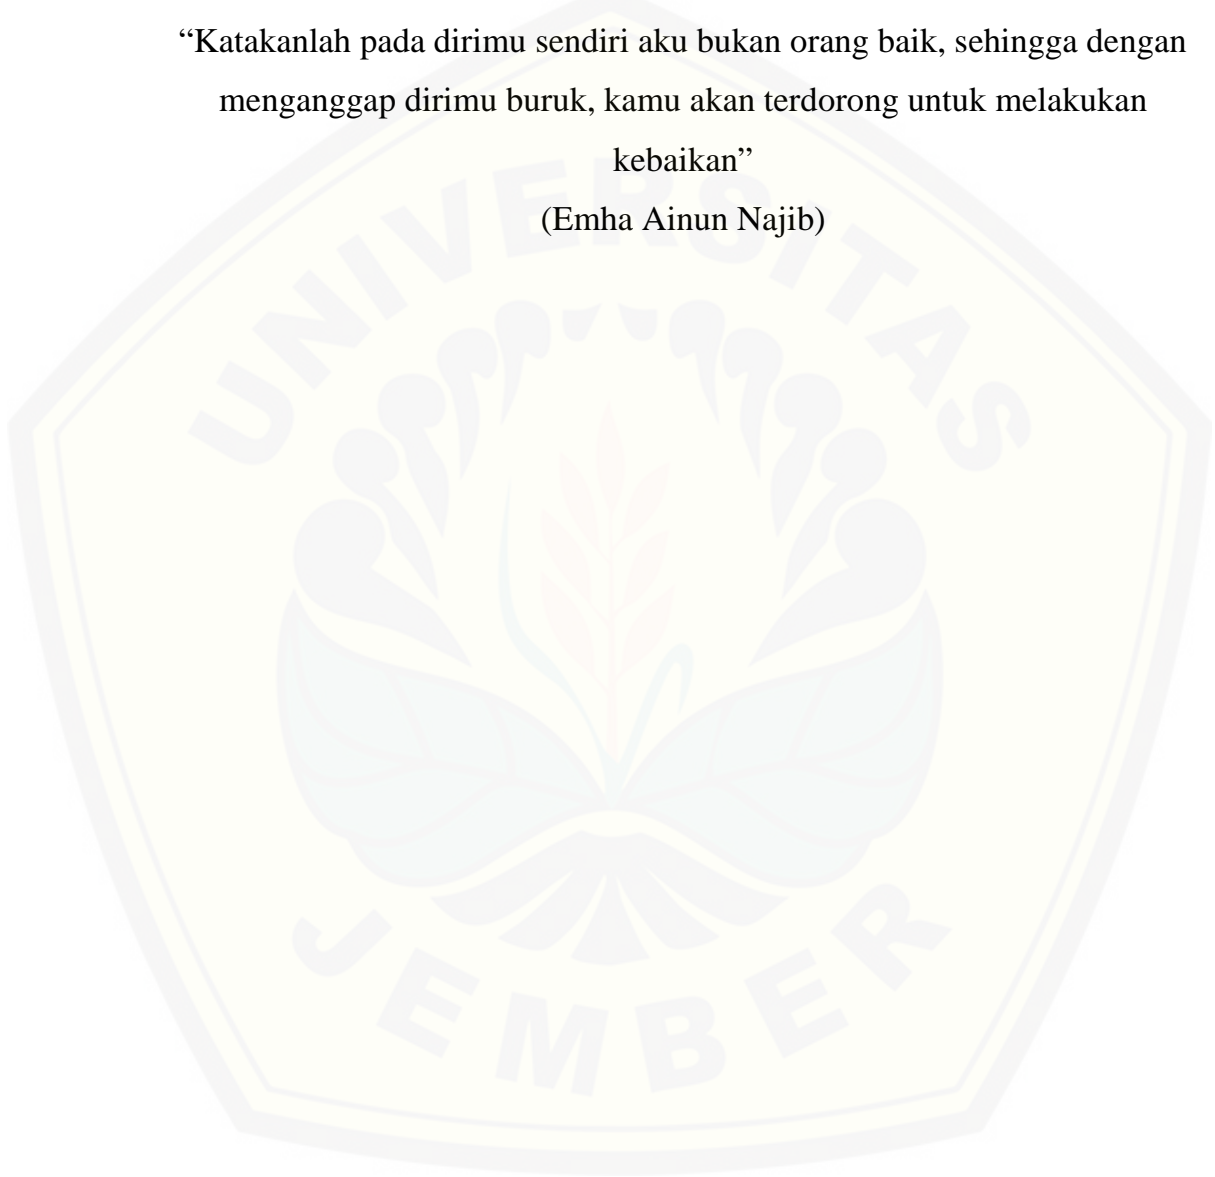 “Katakanlah pada dirimu sendiri aku bukan orang baik, sehingga dengan
menganggap dirimu buruk, kamu akan terdorong untuk melakukan
kebaikan”
(Emha Ainun Najib)
UNIVERSITAS
JEMBER